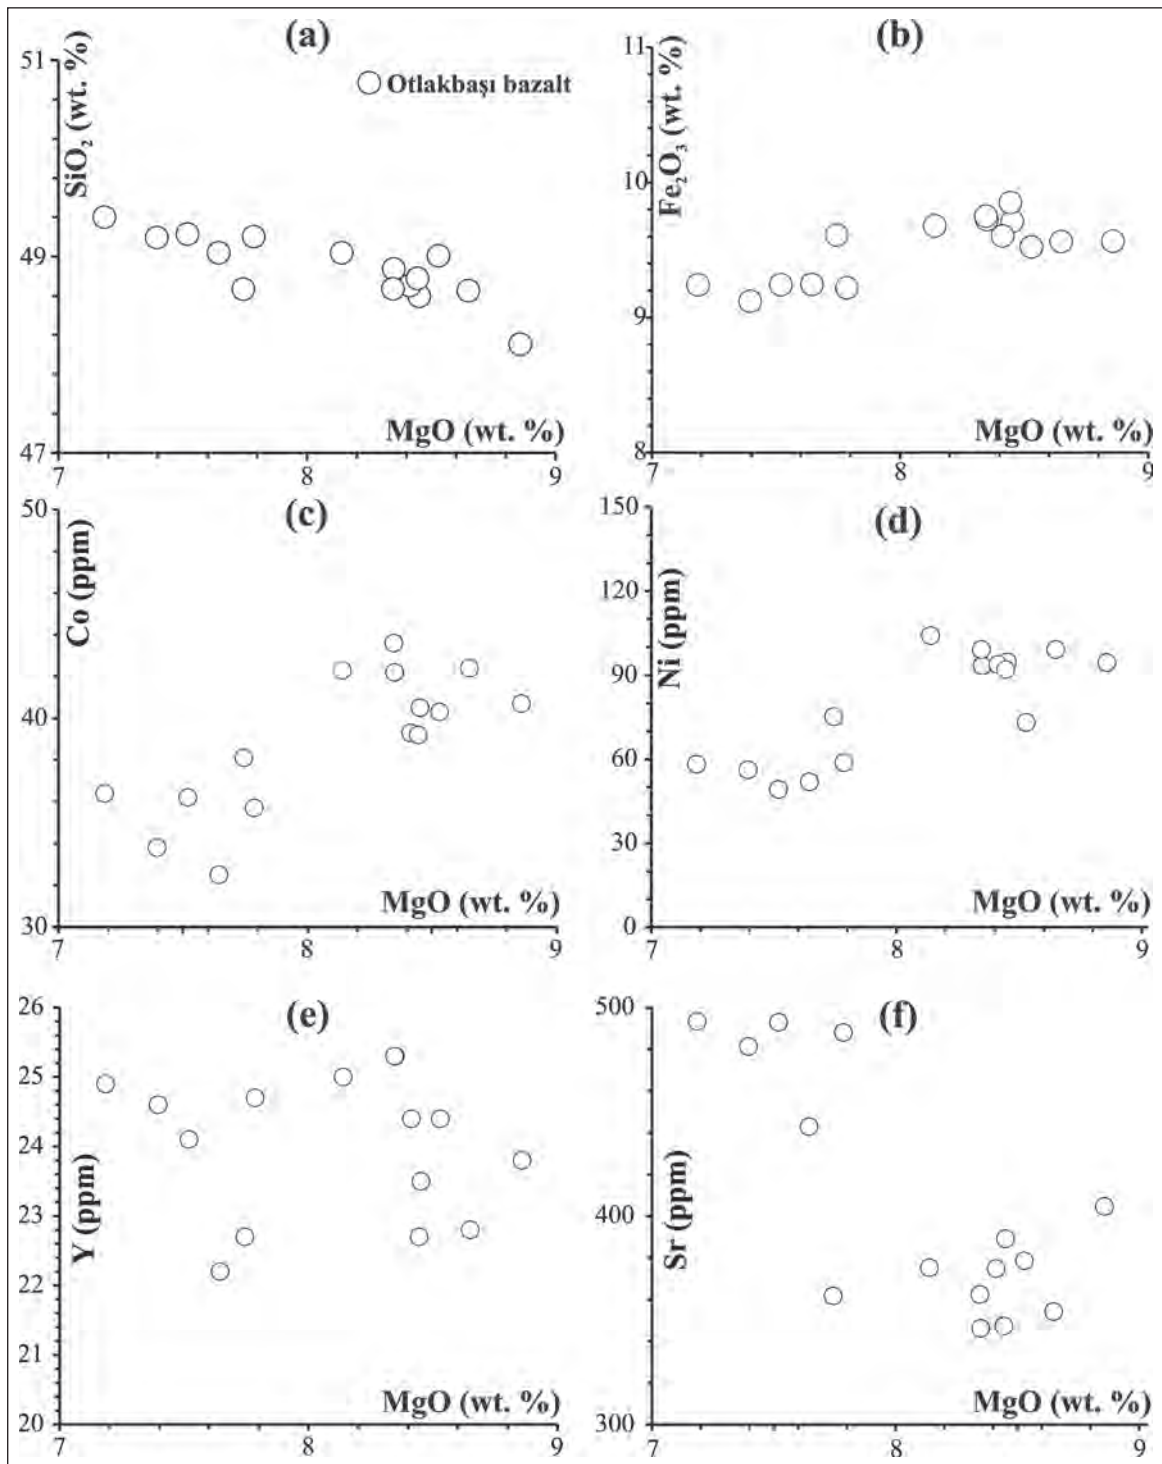 (a)
51
49
47
SiO₂ (wt. %)
Otlakbaşı bazalt
MgO (wt. %)
7 8 9
(b)
11
10
9
8
Fe₂O₃ (wt. %)
MgO (wt. %)
7 8 9
(c)
50
40
30
Co (ppm)
MgO (wt. %)
7 8 9
(d)
150
120
90
60
30
0
Ni (ppm)
MgO (wt. %)
7 8 9
(e)
26
25
24
23
22
21
20
Y (ppm)
MgO (wt. %)
7 8 9
(f)
500
400
300
Sr (ppm)
MgO (wt. %)
7 8 9